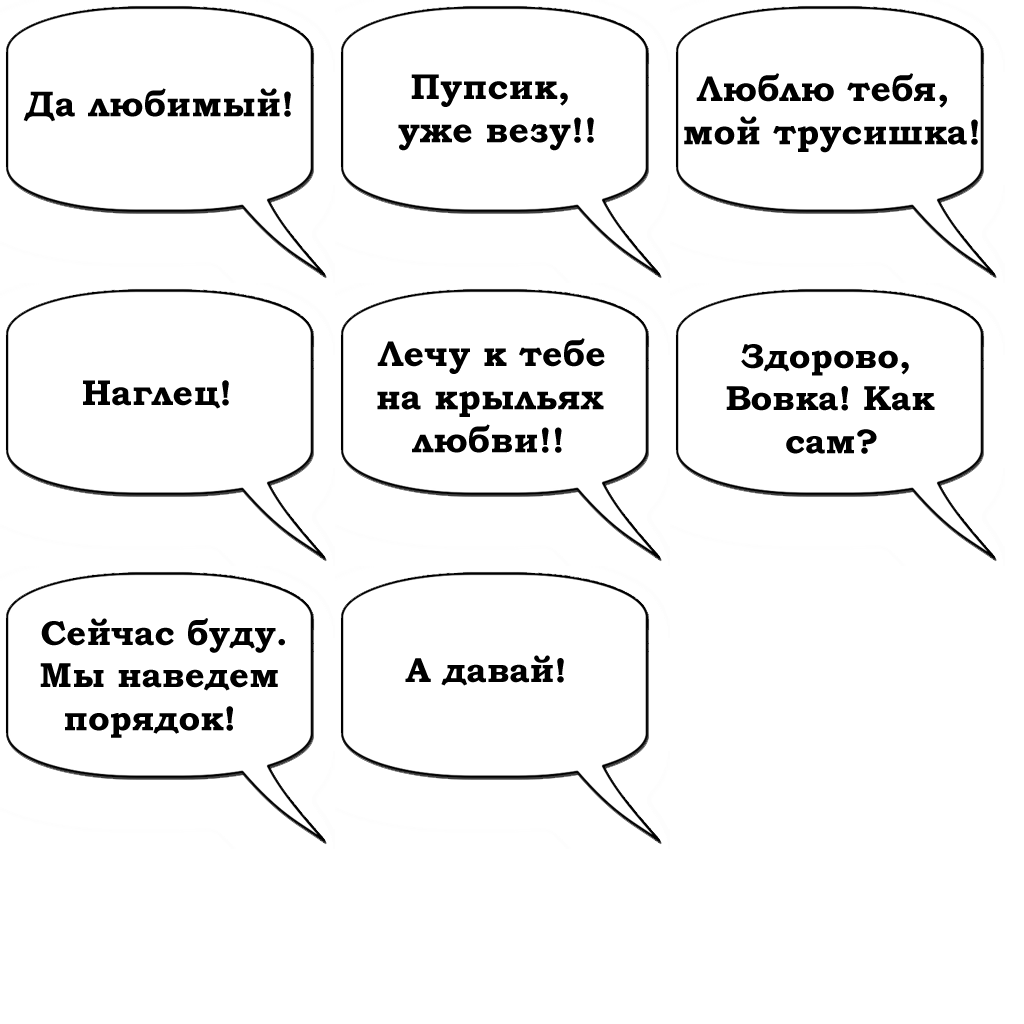 Да любимый!
Пупсик,
уже везу!!
Люблю тебя,
мой трусишка!
Наглец!
Лечу к тебе
на крыльях
любви!!
Здорово,
Вовка! Как
сам?
Сейчас буду.
Мы наведем
порядок!
А давай!